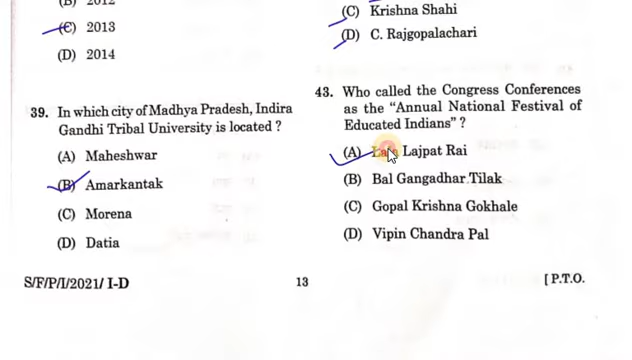 (B) 2012
(C) 2013
(D) 2014
39. In which city of Madhya Pradesh, Indira
Gandhi Tribal University is located ?
(A) Maheshwar
(B) Amarkantak
(C) Morena
(D) Datia
(C) Krishna Shahi
(D) C. Rajgopalachari
43. Who called the Congress Conferences
as the "Annual National Festival of
Educated Indians" ?
(A) Lala Lajpat Rai
(B) Bal Gangadhar Tilak
(C) Gopal Krishna Gokhale
(D) Vipin Chandra Pal
S/F/P/I/2021/ I-D
13
[ P.T.O.